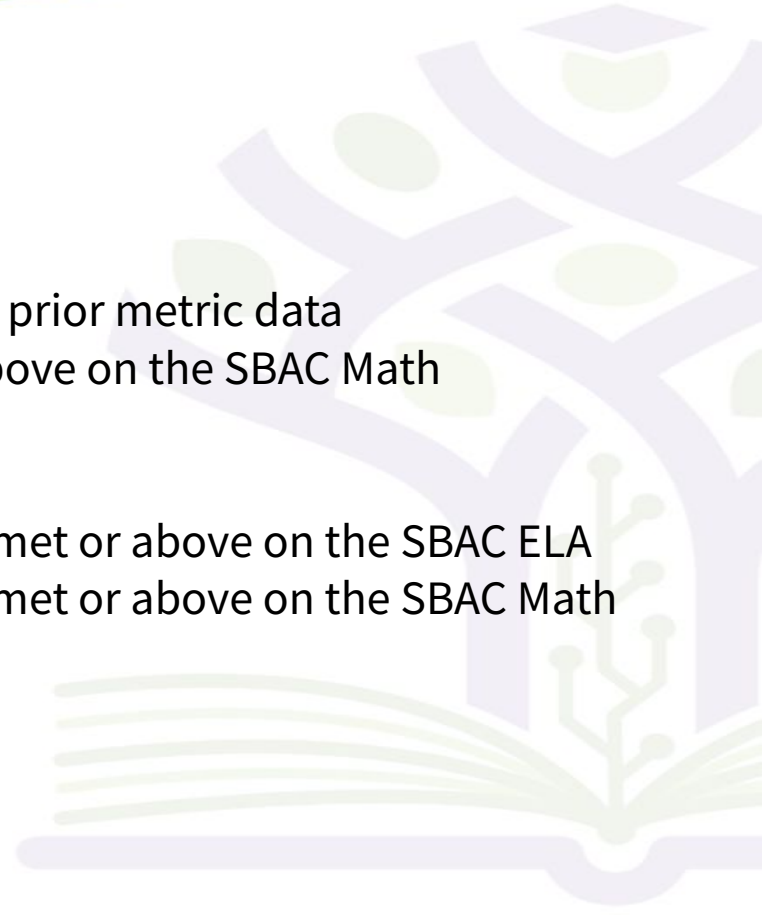 prior metric data
bove on the SBAC Math
met or above on the SBAC ELA
met or above on the SBAC Math